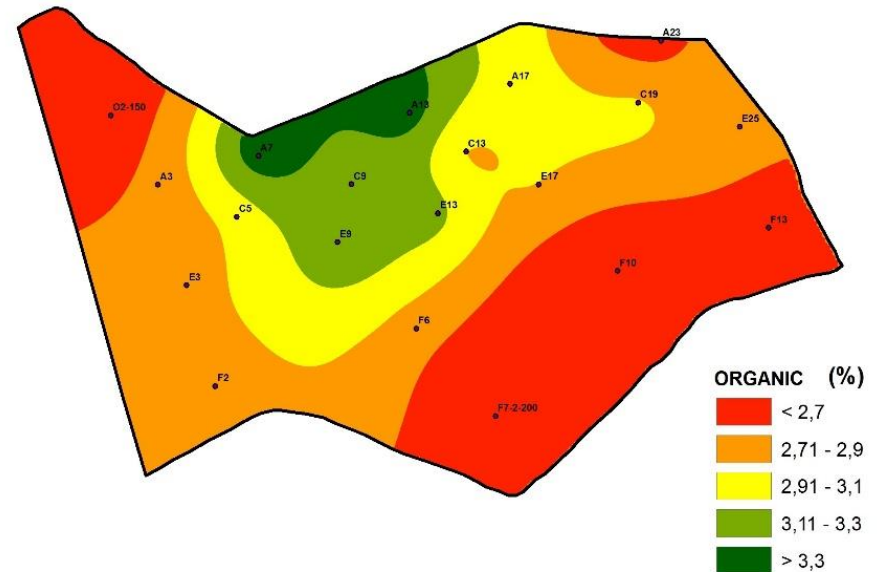 A23
A17
C19
O2-150
A13
E25
A7
C13
A3
C9
E17
C5
E13
F13
E9
F10
E3
F6
F2
F7-2-200
ORGANIC (%)
< 2,7
2,71 - 2,9
2,91 - 3,1
3,11 - 3,3
> 3,3